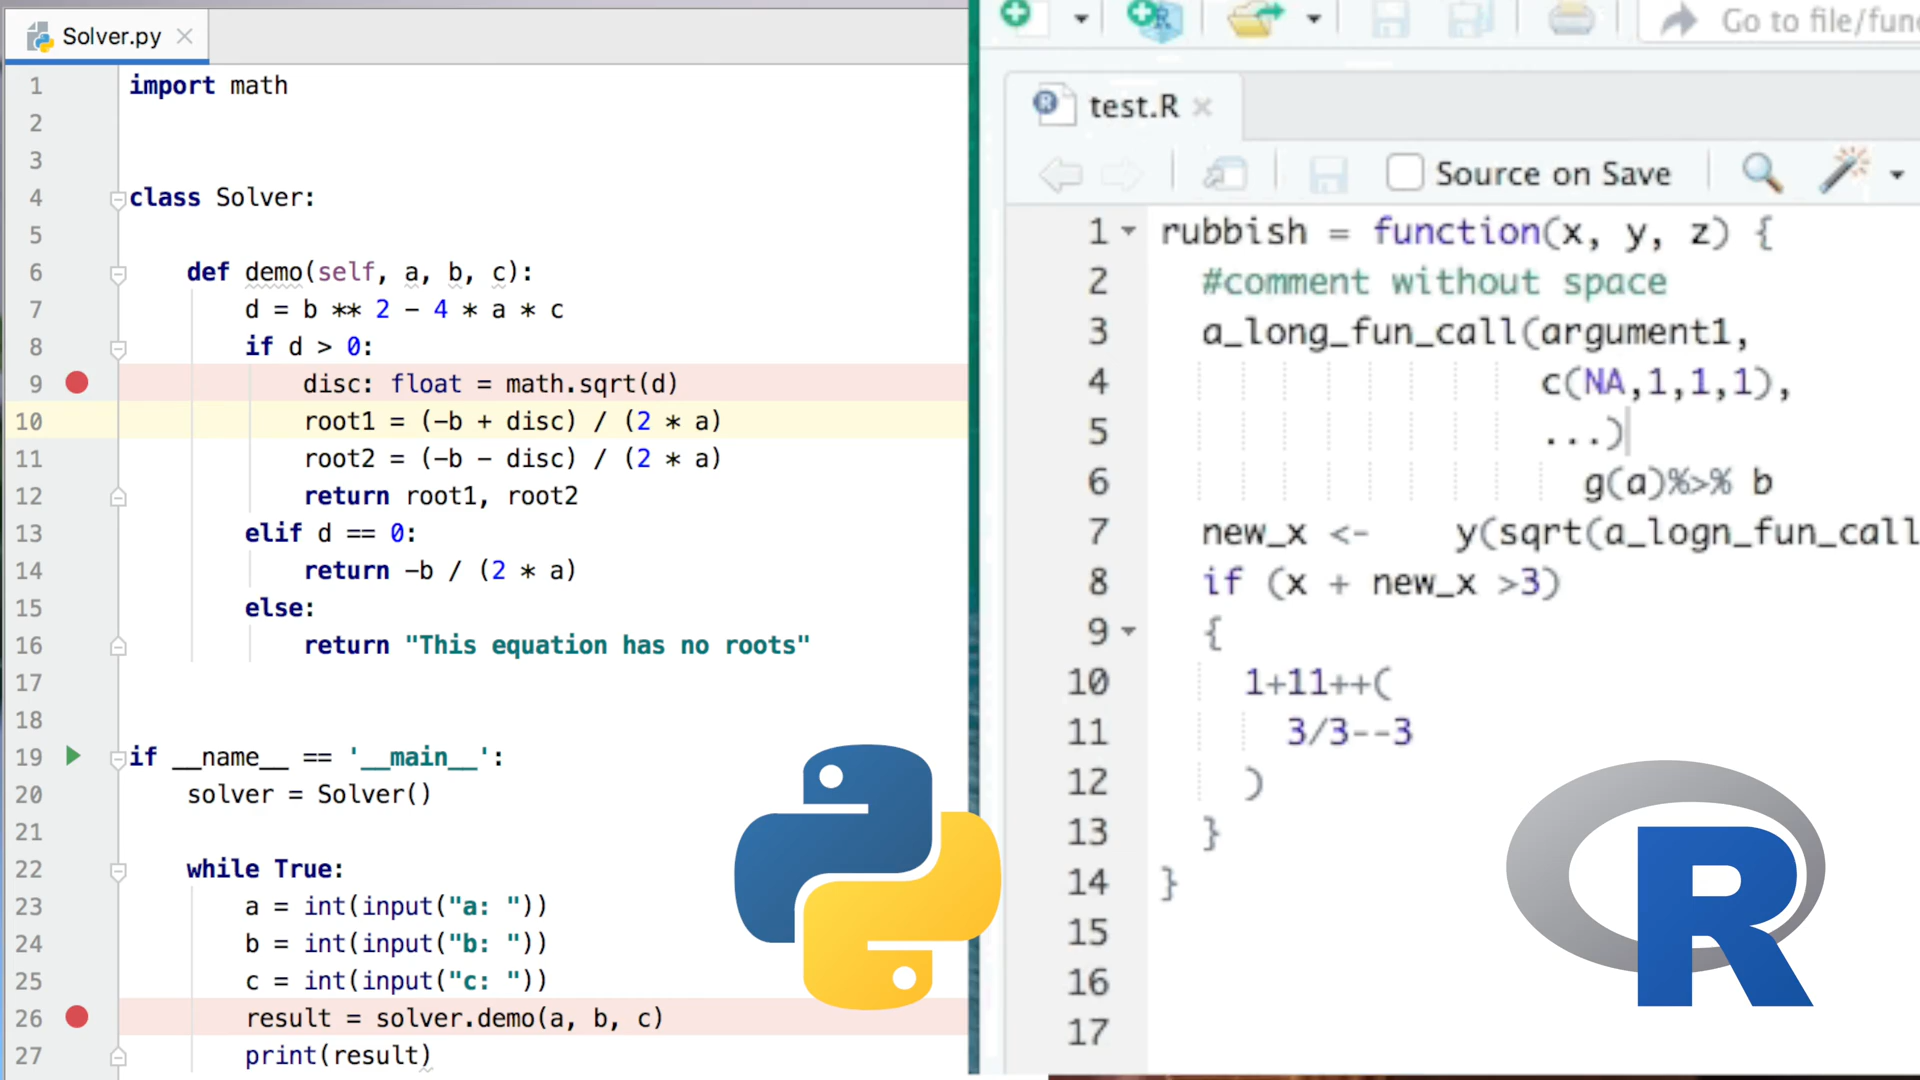 Solver.py
1 import math
2
3
4 class Solver:
5
6 def demo(self, a, b, c):
7 d = b ** 2 - 4 * a * c
8 if d > 0:
9 disc: float = math.sqrt(d)
10 root1 = (-b + disc) / (2 * a)
11 root2 = (-b - disc) / (2 * a)
12 return root1, root2
13 elif d == 0:
14 return -b / (2 * a)
15 else:
16 return "This equation has no roots"
17
18
19 if __name__ == '__main__':
20 solver = Solver()
21
22 while True:
23 a = int(input("a: "))
24 b = int(input("b: "))
25 c = int(input("c: "))
26 result = solver.demo(a, b, c)
27 print(result)
Go to file/fun
test.R
Source on Save
1 rubbish = function(x, y, z) {
2 #comment without space
3 a_long_fun_call(argument1,
4 c(NA,1,1,1),
5 ...)
6 g(a)%>% b
7 new_x <- y(sqrt(a_logn_fun_call
8 if (x + new_x >3)
9 {
10 1+11++(
11 3/3--3
12 )
13 }
14 }
15
16
17
R